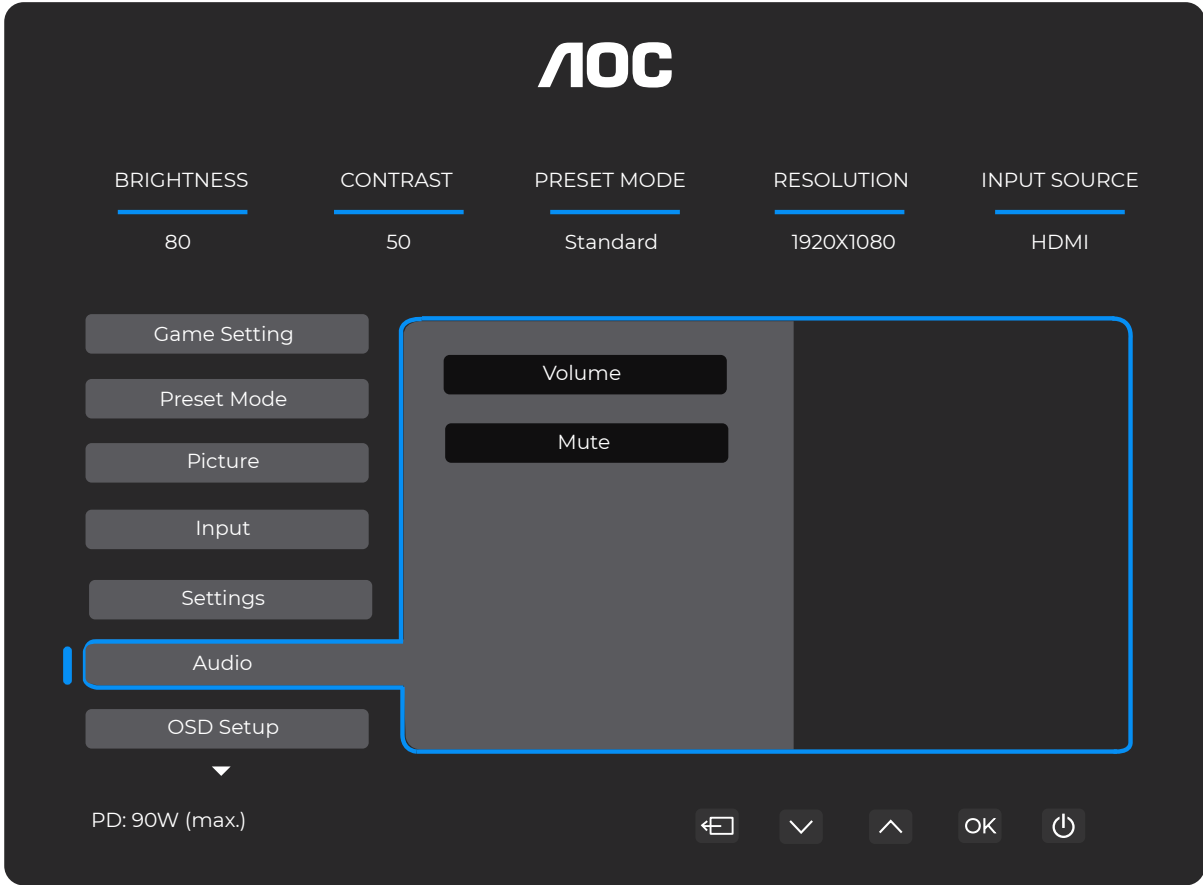 AOC
BRIGHTNESS CONTRAST PRESET MODE RESOLUTION INPUT SOURCE
80 50 Standard 1920X1080 HDMI
Game Setting
Volume
Preset Mode
Mute
Picture
Input
Settings
Audio
OSD Setup
PD: 90W (max.)
OK